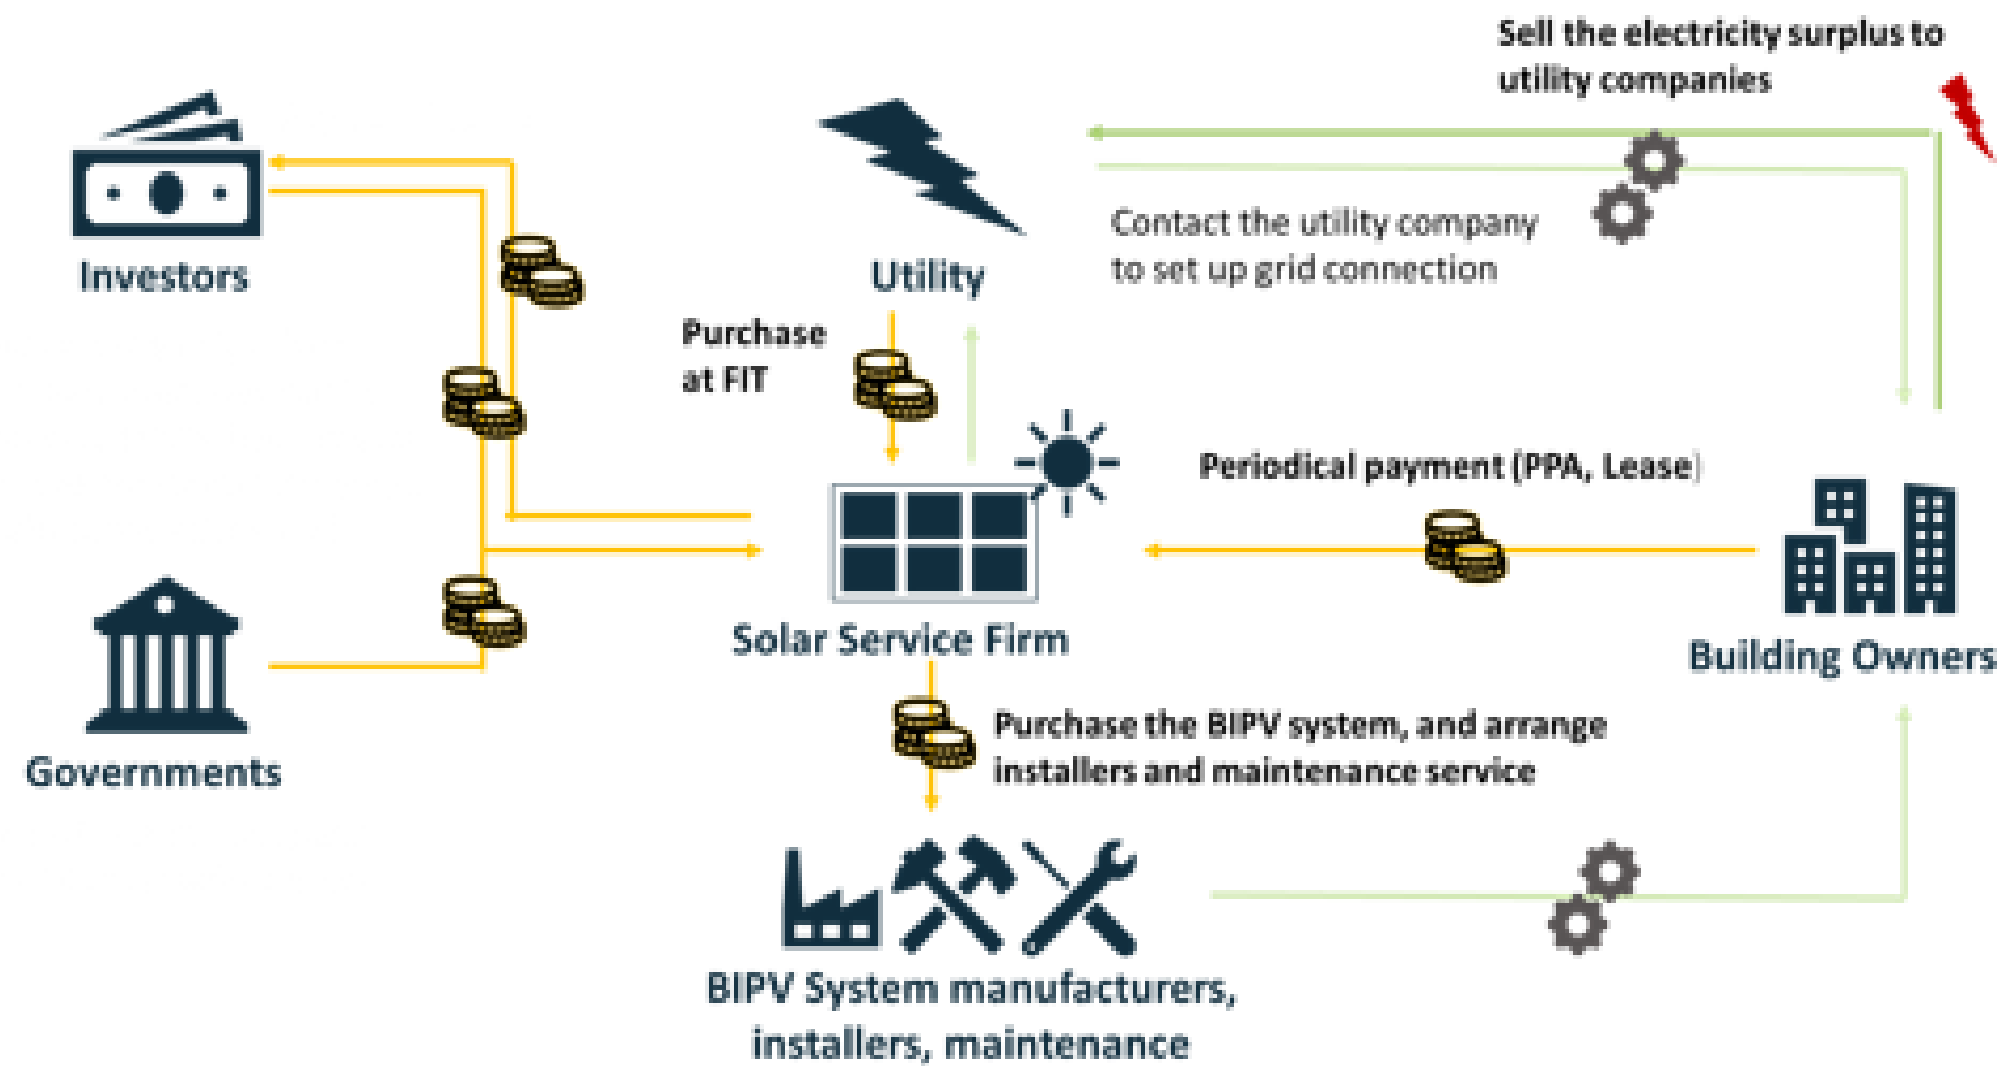 Sell the electricity surplus to
utility companies
Investors
Utility
Contact the utility company
to set up grid connection
Purchase
at FIT
Periodical payment (PPA, Lease)
Solar Service Firm
Building Owners
Governments
Purchase the BIPV system, and arrange
installers and maintenance service
BIPV System manufacturers,
installers, maintenance